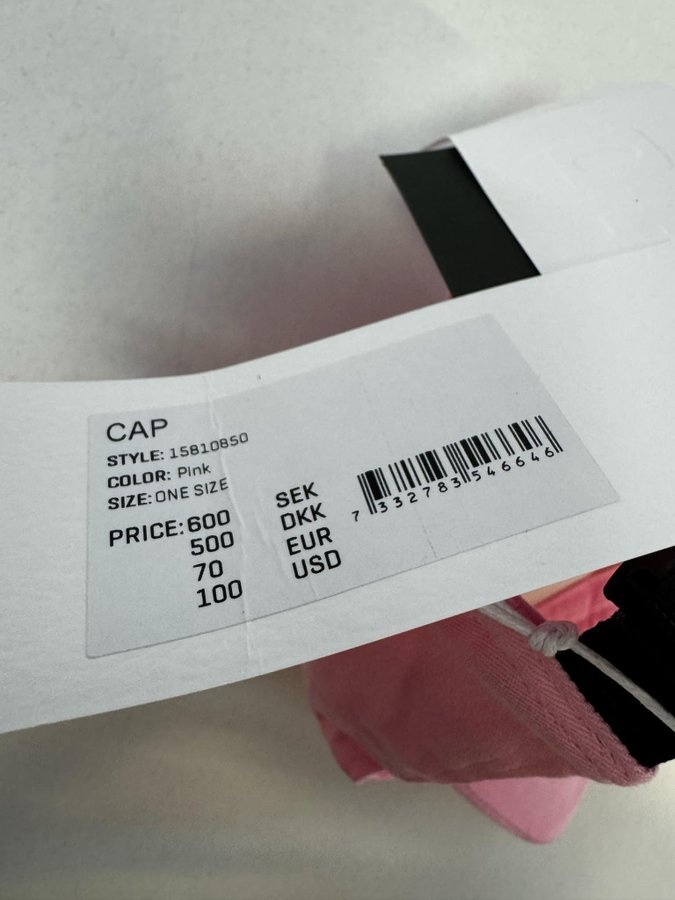 CAP
STYLE: 15810850
COLOR: Pink
SIZE: ONE SIZE
PRICE: 600 SEK
500 DKK
70 EUR
100 USD
7 332783 546646